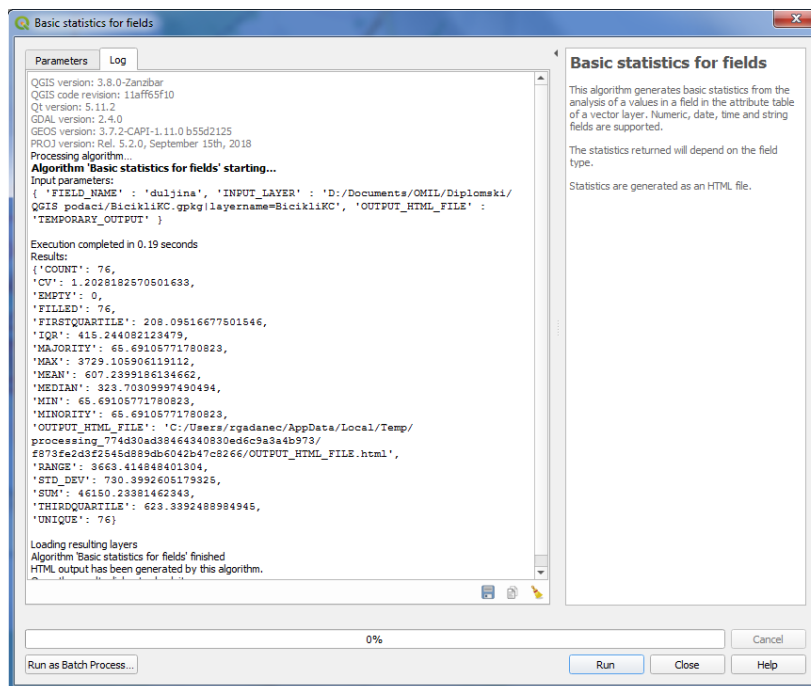 Basic statistics for fields
Parameters
Log
QGIS version: 3.8.0-Zanzibar
QGIS code revision: 11aff65f10
Qt version: 5.11.2
GDAL version: 2.4.0
GEOS version: 3.7.2-CAPI-1.11.0 b55d2125
PROJ version: Rel. 5.2.0, September 15th, 2018
Processing algorithm...
Algorithm 'Basic statistics for fields' starting...
Input parameters:
{ 'FIELD_NAME' : 'duljina', 'INPUT_LAYER' : 'D:/Documents/OMIL/Diplomski/
QGIS podaci/BicikliKC.gpkg|layername=BicikliKC', 'OUTPUT_HTML_FILE' :
'TEMPORARY_OUTPUT' }
Execution completed in 0.19 seconds
Results:
{'COUNT': 76,
'CV': 1.2028182570501633,
'EMPTY': 0,
'FILLED': 76,
'FIRSTQUARTILE': 208.09516677501546,
'IQR': 415.244082123479,
'MAJORITY': 65.69105771780823,
'MAX': 3729.105906119112,
'MEAN': 607.2399186134662,
'MEDIAN': 323.70309997490494,
'MIN': 65.69105771780823,
'MINORITY': 65.69105771780823,
'OUTPUT_HTML_FILE': 'C:/Users/rgadanec/AppData/Local/Temp/
processing_774d30ad38464340830ed6c9a3a4b973/
f873fe2d3f2545d889db6042b47c8266/OUTPUT_HTML_FILE.html',
'RANGE': 3663.414848401304,
'STD_DEV': 730.3992605179325,
'SUM': 46150.23381462343,
'THIRDQUARTILE': 623.3392488984945,
'UNIQUE': 76}
Loading resulting layers
Algorithm 'Basic statistics for fields' finished
HTML output has been generated by this algorithm.
Basic statistics for fields
This algorithm generates basic statistics from the
analysis of a values in a field in the attribute table
of a vector layer. Numeric, date, time and string
fields are supported.
The statistics returned will depend on the field
type.
Statistics are generated as an HTML file.
0%
Cancel
Run as Batch Process...
Run
Close
Help